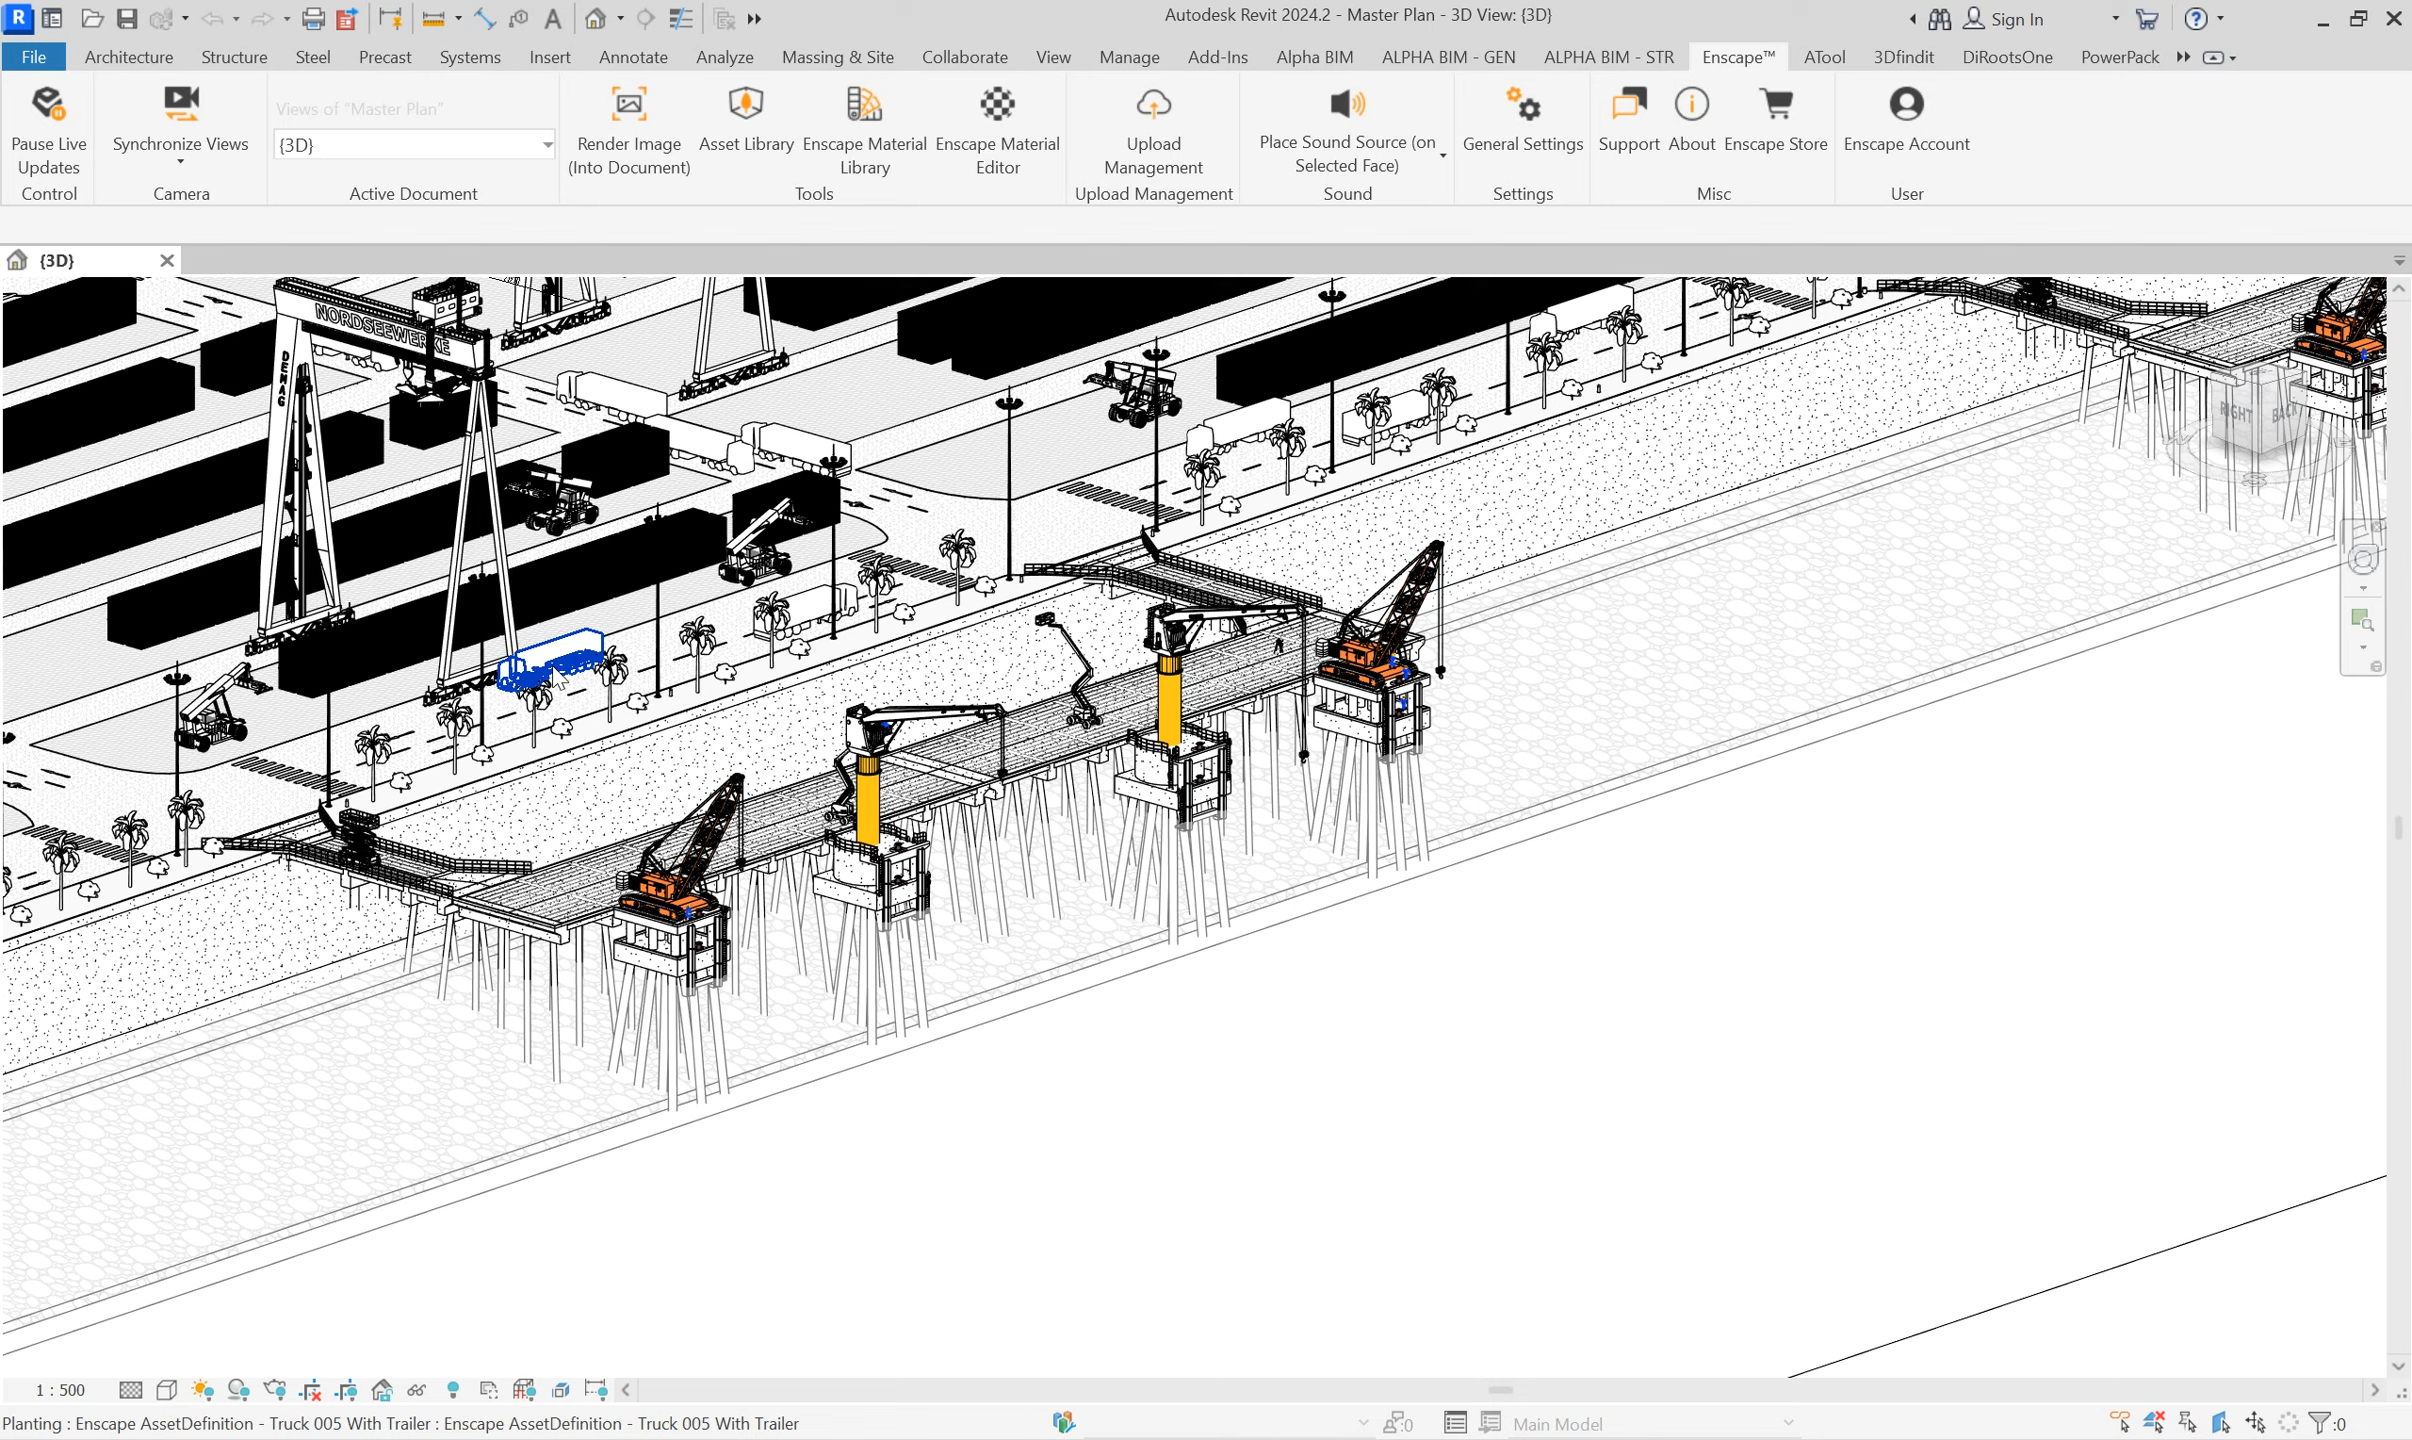 Autodesk Revit 2024.2 - Master Plan - 3D View: {3D}
Sign In
File Architecture Structure Steel Precast Systems Insert Annotate Analyze Massing & Site Collaborate View Manage Add-Ins Alpha BIM ALPHA BIM - GEN ALPHA BIM - STR Enscape™ ATool 3Dfindit DiRootsOne PowerPack
Pause Live
Updates
Control
Synchronize Views
Camera
Views of "Master Plan"
{3D}
Active Document
Render Image
(Into Document)
Asset Library
Enscape Material
Library
Enscape Material
Editor
Tools
Upload
Management
Upload Management
Place Sound Source (on
Selected Face)
Sound
General Settings
Settings
Support
About
Enscape Store
Misc
Enscape Account
User
{3D}
NORDSEEWERKE
DEMAG
RIGHT
BACK
1 : 500
Planting : Enscape AssetDefinition - Truck 005 With Trailer : Enscape AssetDefinition - Truck 005 With Trailer
:0
Main Model
:0